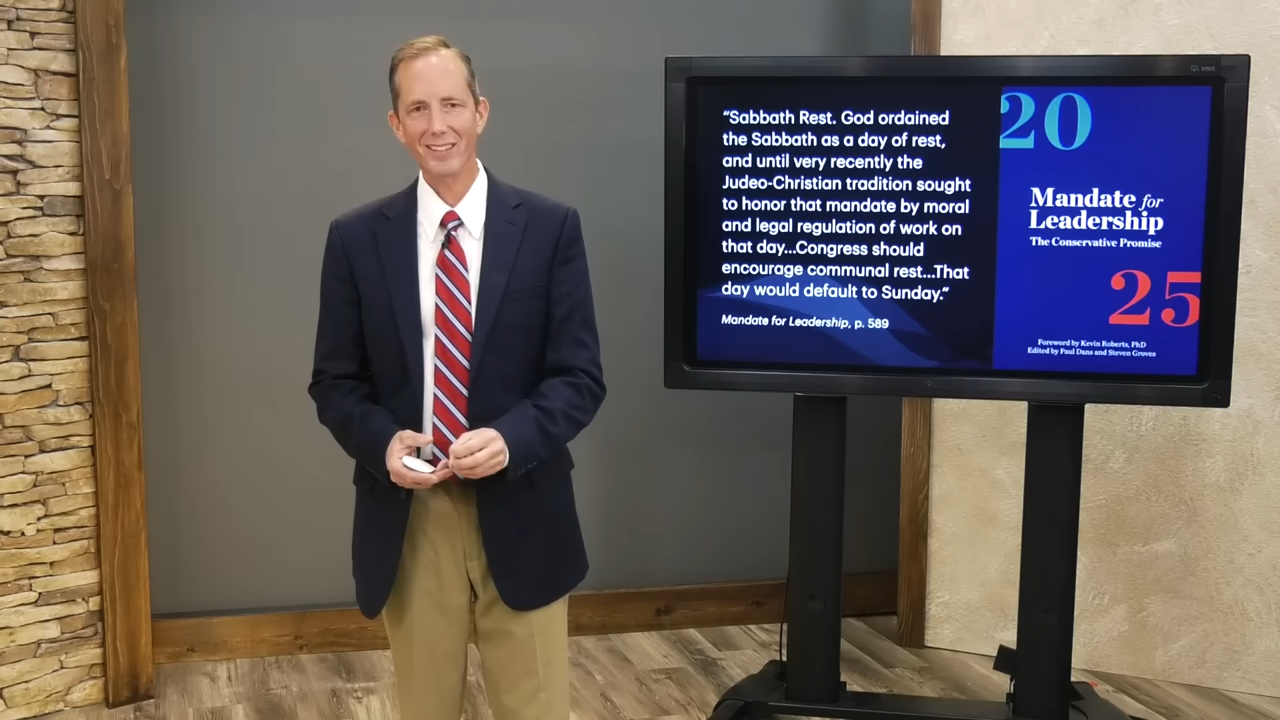 “Sabbath Rest. God ordained
the Sabbath as a day of rest,
and until very recently the
Judeo-Christian tradition sought
to honor that mandate by moral
and legal regulation of work on
that day...Congress should
encourage communal rest...That
day would default to Sunday.”
Mandate for Leadership, p. 589
20
Mandate for
Leadership
The Conservative Promise
25
Foreword by Kevin Roberts, PhD
Edited by Paul Dans and Steven Groves